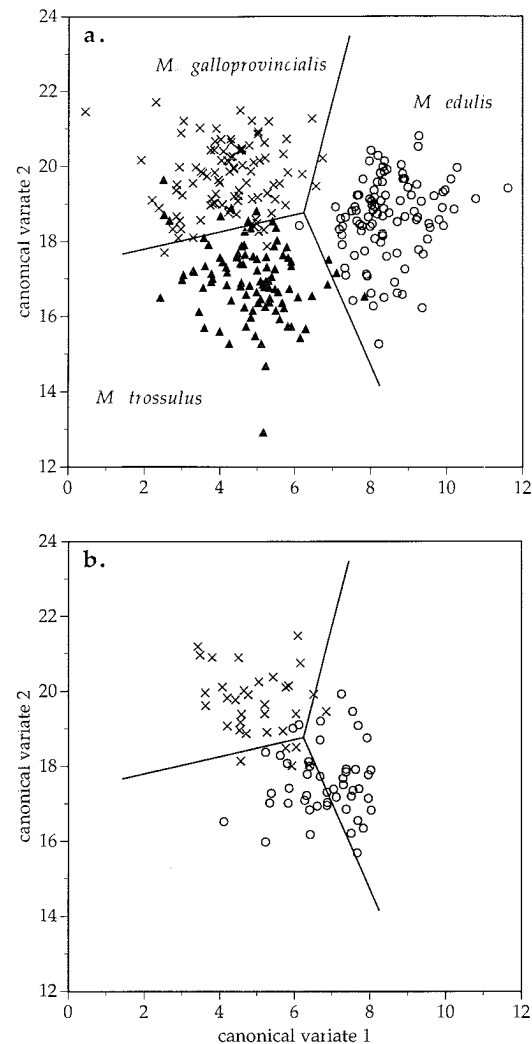 a.
M. galloprovincialis
M edulis
M trossulus
canonical variate 2
24
22
20
18
16
14
12
0 2 4 6 8 10 12
b.
canonical variate 2
24
22
20
18
16
14
12
0 2 4 6 8 10 12
canonical variate 1